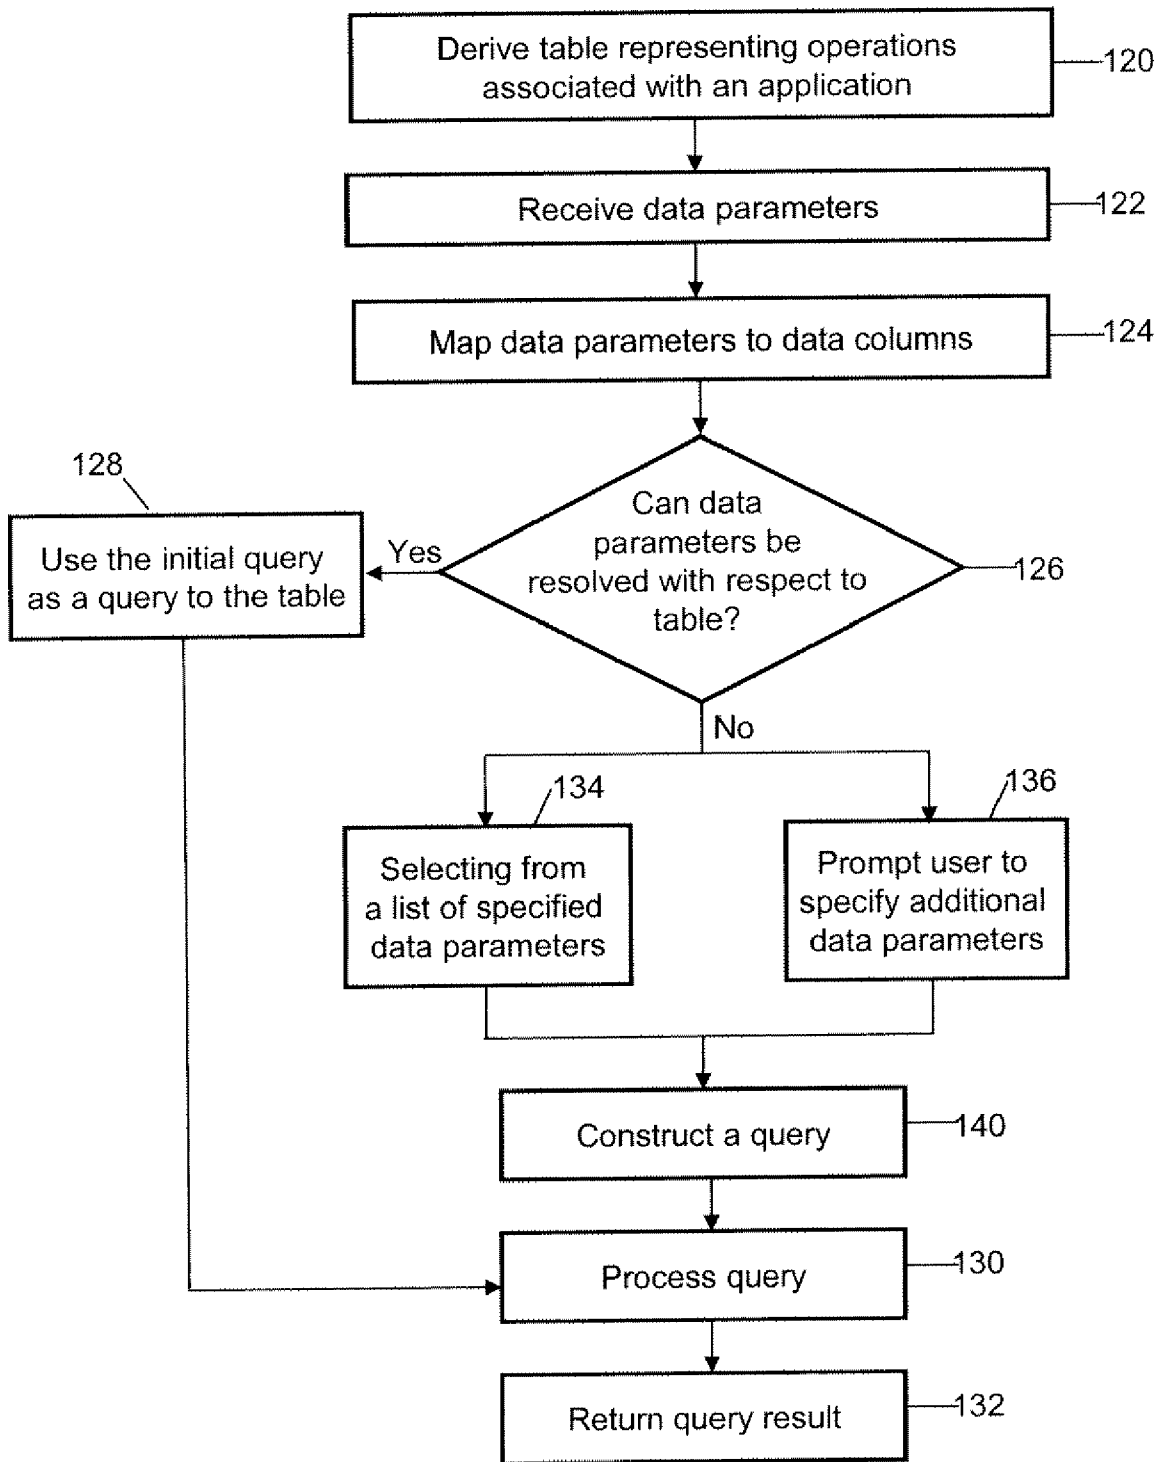 Derive table representing operations
associated with an application
120
Receive data parameters
122
Map data parameters to data columns
124
128
Use the initial query
as a query to the table
Yes
Can data
parameters be
resolved with respect to
table?
126
No
134
Selecting from
a list of specified
data parameters
136
Prompt user to
specify additional
data parameters
Construct a query
140
Process query
130
Return query result
132